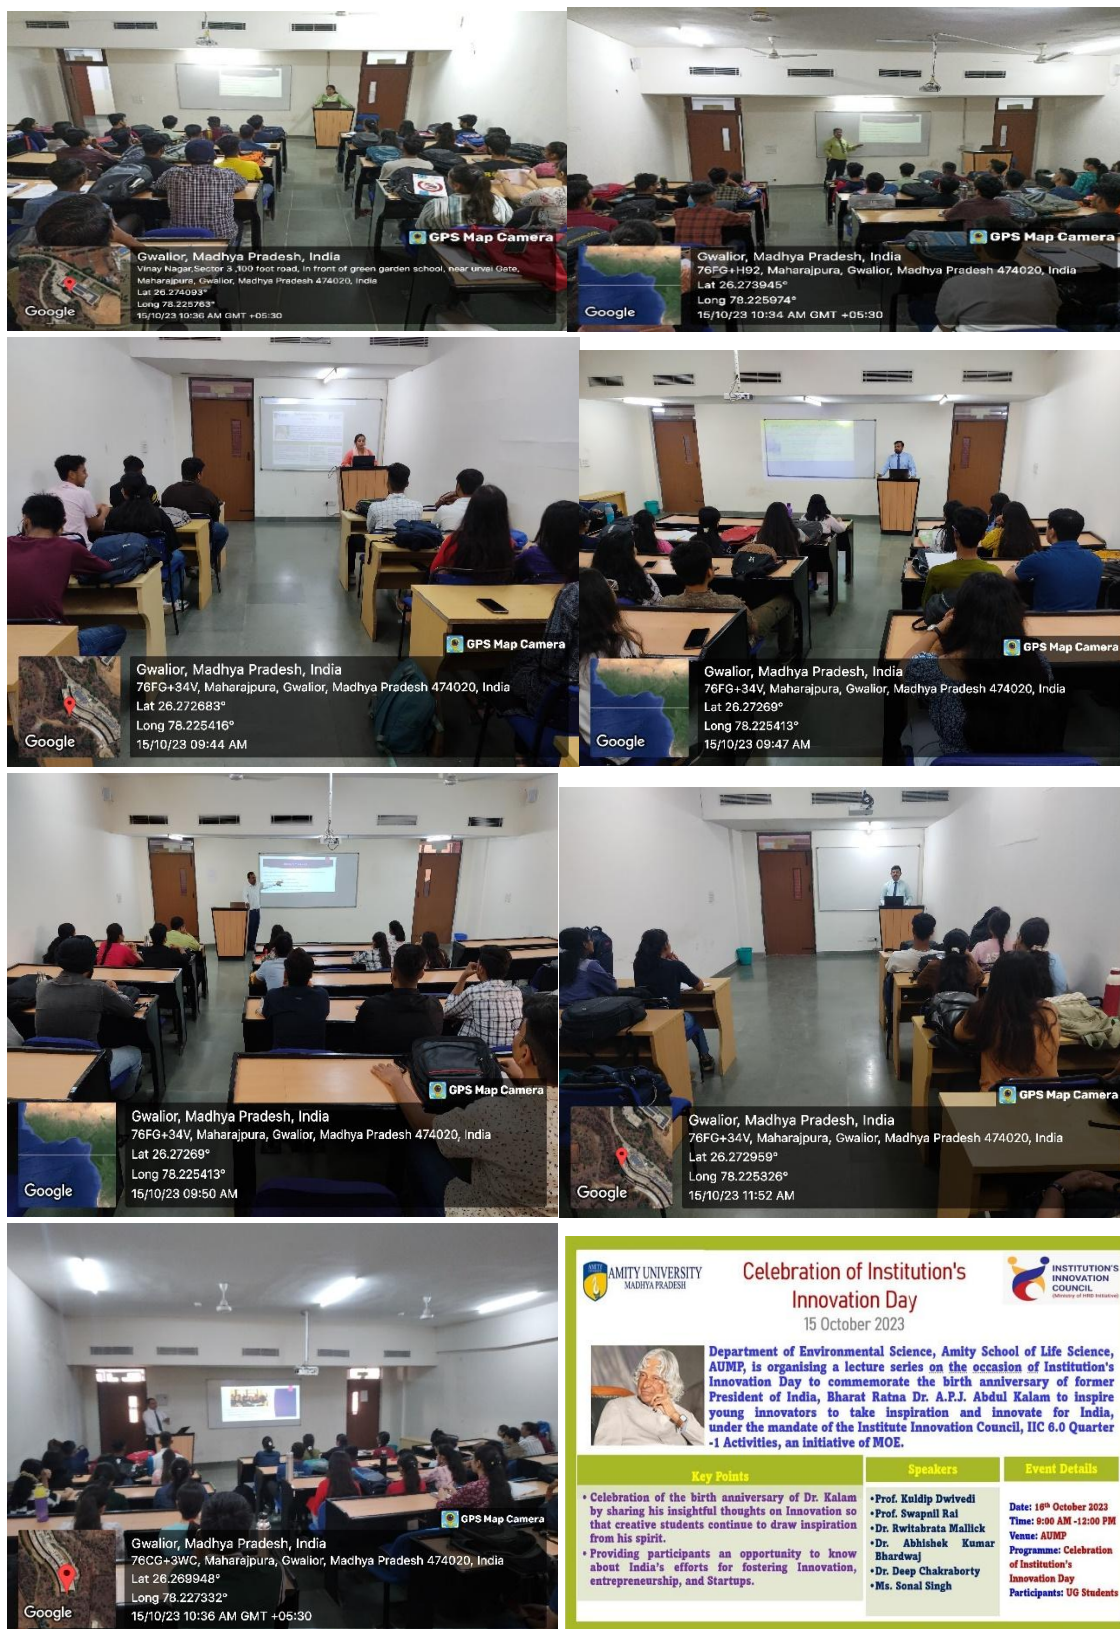 GPS Map Camera
Gwalior, Madhya Pradesh, India
Vinay Nagar,Sector 3 ,100 foot road, In front of green garden school, near urvai Gate,
Maharajpura, Gwalior, Madhya Pradesh 474020, India
Lat 26.274093°
Long 78.225763°
15/10/23 10:36 AM GMT +05:30
Google
GPS Map Camera
Gwalior, Madhya Pradesh, India
76FG+H92, Maharajpura, Gwalior, Madhya Pradesh 474020, India
Lat 26.273945°
Long 78.225974°
15/10/23 10:34 AM GMT +05:30
Google
GPS Map Camera
Gwalior, Madhya Pradesh, India
76FG+34V, Maharajpura, Gwalior, Madhya Pradesh 474020, India
Lat 26.272683°
Long 78.225416°
15/10/23 09:44 AM
Google
GPS Map Camera
Gwalior, Madhya Pradesh, India
76FG+34V, Maharajpura, Gwalior, Madhya Pradesh 474020, India
Lat 26.27269°
Long 78.225413°
15/10/23 09:47 AM
Google
GPS Map Camera
Gwalior, Madhya Pradesh, India
76FG+34V, Maharajpura, Gwalior, Madhya Pradesh 474020, India
Lat 26.27269°
Long 78.225413°
15/10/23 09:50 AM
Google
GPS Map Camera
Gwalior, Madhya Pradesh, India
76FG+34V, Maharajpura, Gwalior, Madhya Pradesh 474020, India
Lat 26.272959°
Long 78.225326°
15/10/23 11:52 AM
Google
GPS Map Camera
Gwalior, Madhya Pradesh, India
76CG+3WC, Maharajpura, Gwalior, Madhya Pradesh 474020, India
Lat 26.269948°
Long 78.227332°
15/10/23 10:36 AM GMT +05:30
Google
AMITY UNIVERSITY
MADHYA PRADESH
Celebration of Institution's
Innovation Day
15 October 2023
INSTITUTION'S
INNOVATION
COUNCIL
(Ministry of HRD Initiative)
Department of Environmental Science, Amity School of Life Science,
AUMP, is organising a lecture series on the occasion of Institution's
Innovation Day to commemorate the birth anniversary of former
President of India, Bharat Ratna Dr. A.P.J. Abdul Kalam to inspire
young innovators to take inspiration and innovate for India,
under the mandate of the Institute Innovation Council, IIC 6.0 Quarter
-1 Activities, an initiative of MOE.
Key Points
• Celebration of the birth anniversary of Dr. Kalam
by sharing his insightful thoughts on Innovation so
that creative students continue to draw inspiration
from his spirit.
• Providing participants an opportunity to know
about India's efforts for fostering Innovation,
entrepreneurship, and Startups.
Speakers
•Prof. Kuldip Dwivedi
•Prof. Swapnil Rai
•Dr. Rwitabrata Mallick
•Dr. Abhishek Kumar
Bhardwaj
•Dr. Deep Chakraborty
•Ms. Sonal Singh
Event Details
Date: 16th October 2023
Time: 9:00 AM -12:00 PM
Venue: AUMP
Programme: Celebration
of Institution's
Innovation Day
Participants: UG Students